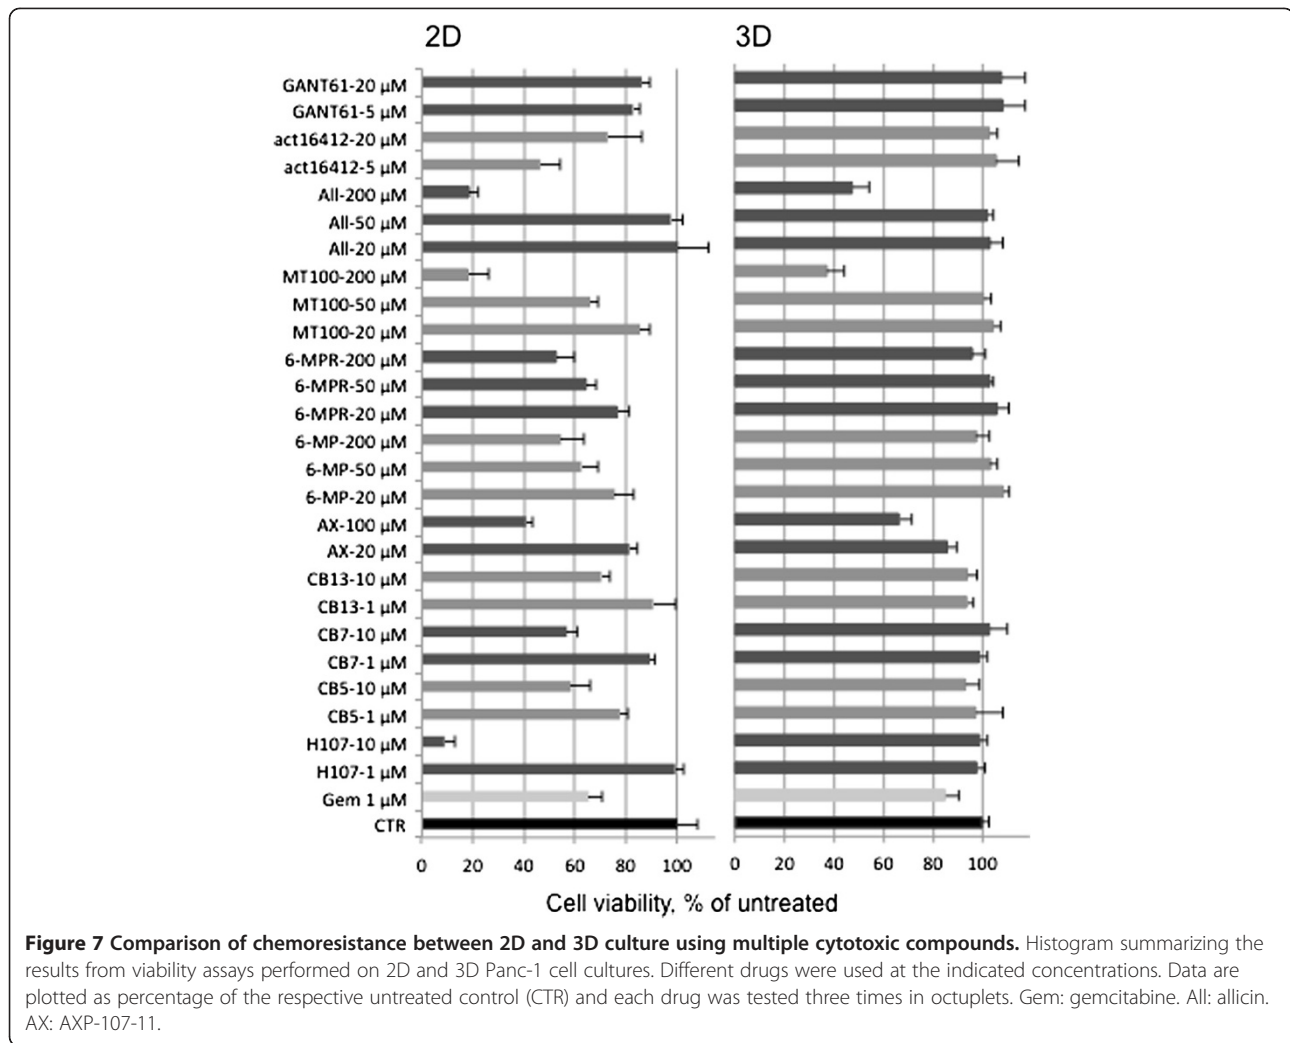 2D
3D
GANT61-20 µM
GANT61-5 µM
act16412-20 µM
act16412-5 µM
All-200 µM
All-50 µM
All-20 µM
MT100-200 µM
MT100-50 µM
MT100-20 µM
6-MPR-200 µM
6-MPR-50 µM
6-MPR-20 µM
6-MP-200 µM
6-MP-50 µM
6-MP-20 µM
AX-100 µM
AX-20 µM
CB13-10 µM
CB13-1 µM
CB7-10 µM
CB7-1 µM
CB5-10 µM
CB5-1 µM
H107-10 µM
H107-1 µM
Gem 1 µM
CTR
0 20 40 60 80 100
0 20 40 60 80 100
Cell viability, % of untreated
Figure 7 Comparison of chemoresistance between 2D and 3D culture using multiple cytotoxic compounds. Histogram summarizing the
results from viability assays performed on 2D and 3D Panc-1 cell cultures. Different drugs were used at the indicated concentrations. Data are
plotted as percentage of the respective untreated control (CTR) and each drug was tested three times in octuplets. Gem: gemcitabine. All: allicin.
AX: AXP-107-11.